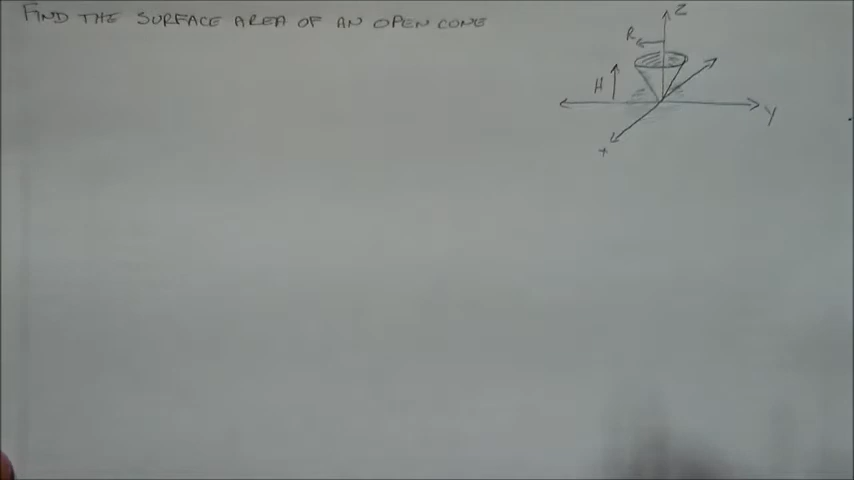 FIND THE SURFACE AREA OF AN OPEN CONE
Z
R
H
Y
X